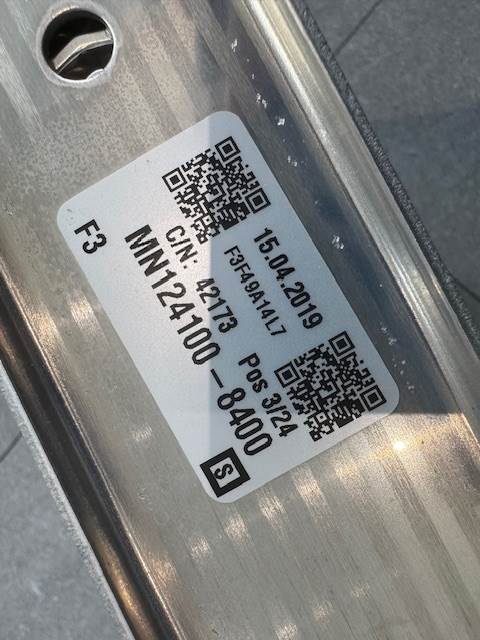 15.04.2019
F3F49A14L7
C/N: 42173 Pos 3/24
MN124100-8400
F3
S